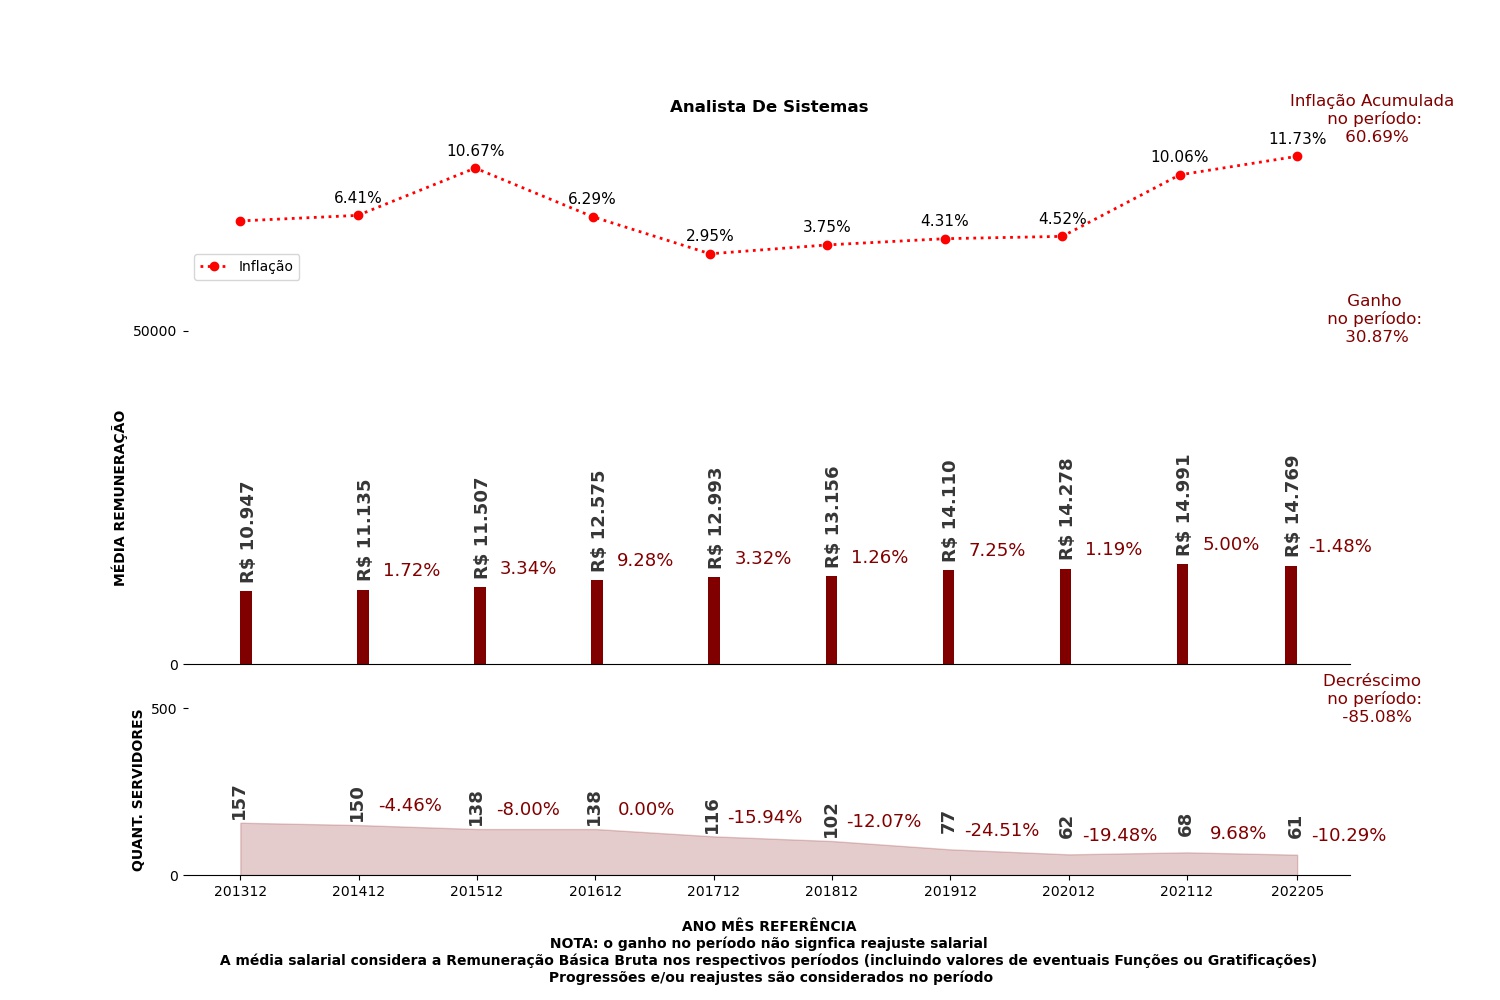 Analista De Sistemas
Inflação Acumulada
no período:
60.69%
6.41%
10.67%
6.29%
2.95%
3.75%
4.31%
4.52%
10.06%
11.73%
Inflação
Ganho
no período:
30.87%
50000
0
MÉDIA REMUNERAÇÃO
R$ 10.947
R$ 11.135
R$ 11.507
R$ 12.575
R$ 12.993
R$ 13.156
R$ 14.110
R$ 14.278
R$ 14.991
R$ 14.769
1.72%
3.34%
9.28%
3.32%
1.26%
7.25%
1.19%
5.00%
-1.48%
Decréscimo
no período:
-85.08%
500
0
QUANT. SERVIDORES
157
150
138
138
116
102
77
62
68
61
-4.46%
-8.00%
0.00%
-15.94%
-12.07%
-24.51%
-19.48%
9.68%
-10.29%
201312
201412
201512
201612
201712
201812
201912
202012
202112
202205
ANO MÊS REFERÊNCIA
NOTA: o ganho no período não signfica reajuste salarial
A média salarial considera a Remuneração Básica Bruta nos respectivos períodos (incluindo valores de eventuais Funções ou Gratificações)
Progressões e/ou reajustes são considerados no período